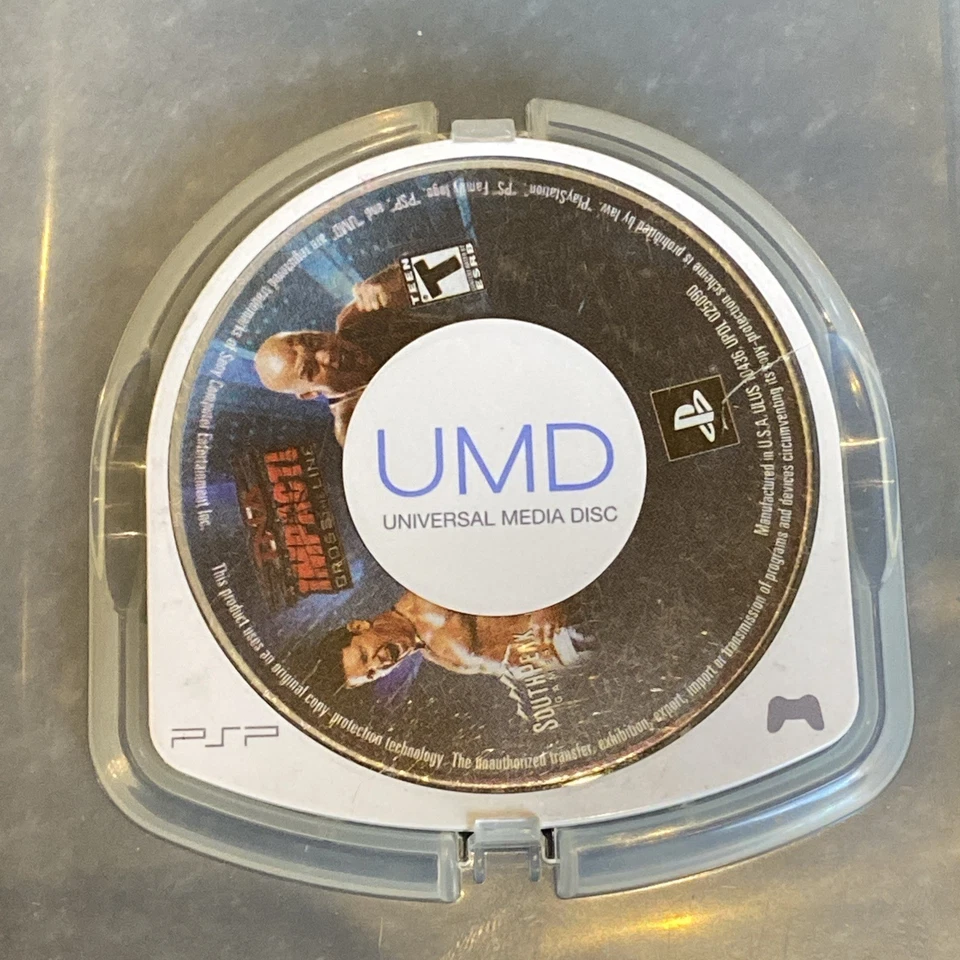 UMD
UNIVERSAL MEDIA DISC
PSP
TEEN
T
ESRB
TNA
IMPACT!
CROSS THE LINE
SOUTHPEAK
GAMES
Manufactured in U.S.A. ULUS 10436, UPOL 025090
This product uses an original copy-protection technology. The unauthorized transfer, exhibition, export, import or transmission of programs and devices circumventing its copy-protection scheme is prohibited by law. "PlayStation", "PS" Family logo, "PSP", and "UMD" are registered trademarks of Sony Computer Entertainment Inc.